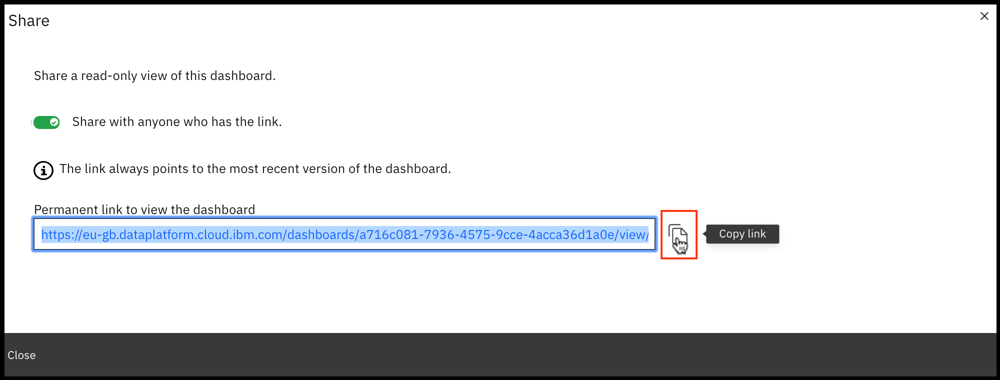 Share
Share a read-only view of this dashboard.
Share with anyone who has the link.
The link always points to the most recent version of the dashboard.
Permanent link to view the dashboard
https://eu-gb.dataplatform.cloud.ibm.com/dashboards/a716c081-7936-4575-9cce-4acca36d1a0e/view/
Copy link
Close